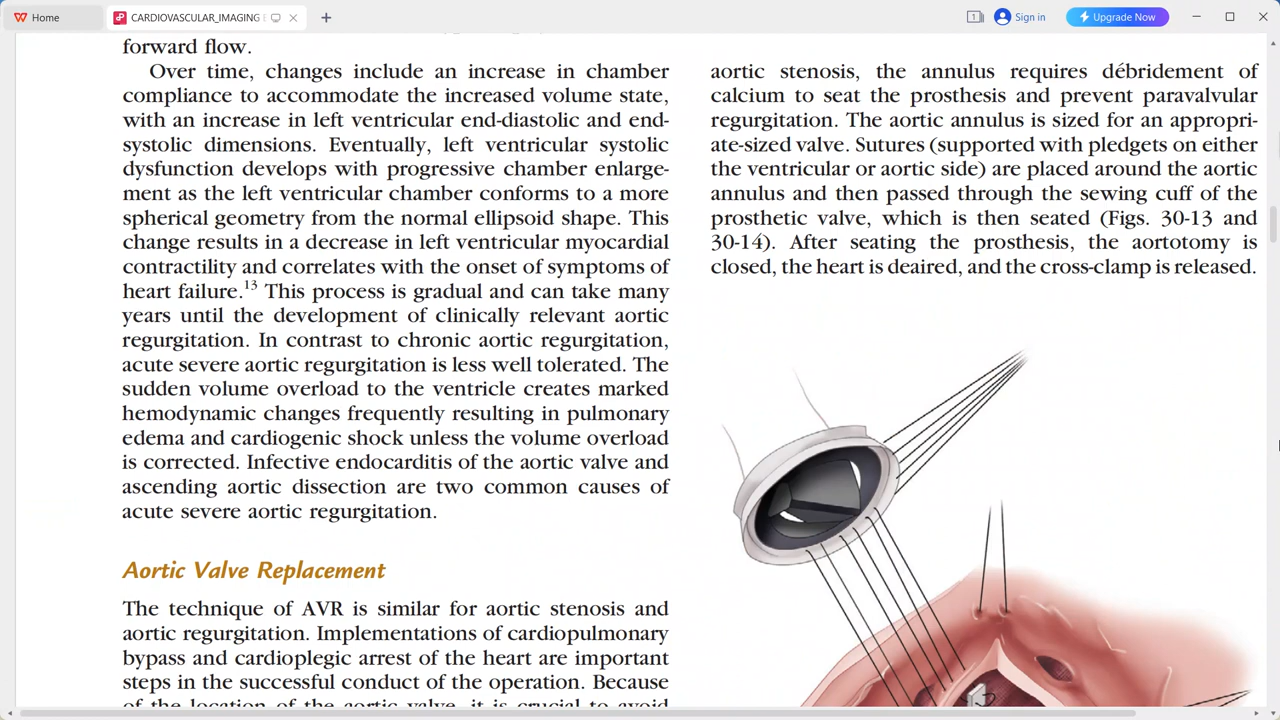 Home
CARDIOVASCULAR_IMAGING
1
Sign in
Upgrade Now
forward flow.
Over time, changes include an increase in chamber
compliance to accommodate the increased volume state,
with an increase in left ventricular end-diastolic and end-
systolic dimensions. Eventually, left ventricular systolic
dysfunction develops with progressive chamber enlarge-
ment as the left ventricular chamber conforms to a more
spherical geometry from the normal ellipsoid shape. This
change results in a decrease in left ventricular myocardial
contractility and correlates with the onset of symptoms of
heart failure.13 This process is gradual and can take many
years until the development of clinically relevant aortic
regurgitation. In contrast to chronic aortic regurgitation,
acute severe aortic regurgitation is less well tolerated. The
sudden volume overload to the ventricle creates marked
hemodynamic changes frequently resulting in pulmonary
edema and cardiogenic shock unless the volume overload
is corrected. Infective endocarditis of the aortic valve and
ascending aortic dissection are two common causes of
acute severe aortic regurgitation.
Aortic Valve Replacement
The technique of AVR is similar for aortic stenosis and
aortic regurgitation. Implementations of cardiopulmonary
bypass and cardioplegic arrest of the heart are important
steps in the successful conduct of the operation. Because
of the location of the aortic valve, it is crucial to avoid
aortic stenosis, the annulus requires débridement of
calcium to seat the prosthesis and prevent paravalvular
regurgitation. The aortic annulus is sized for an appropri-
ate-sized valve. Sutures (supported with pledgets on either
the ventricular or aortic side) are placed around the aortic
annulus and then passed through the sewing cuff of the
prosthetic valve, which is then seated (Figs. 30-13 and
30-14). After seating the prosthesis, the aortotomy is
closed, the heart is deaired, and the cross-clamp is released.